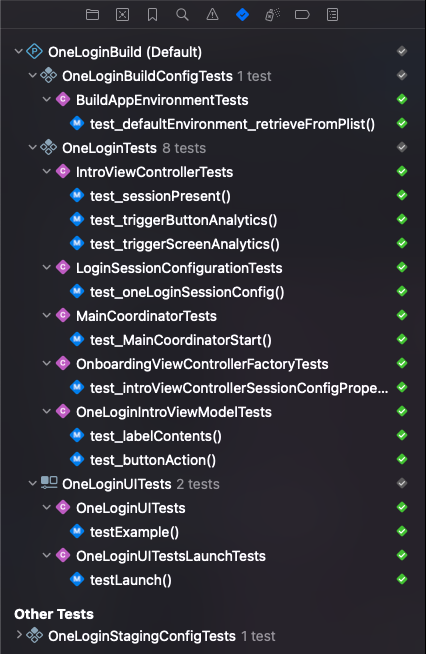 OneLoginBuild (Default)
OneLoginBuildConfigTests 1 test
BuildAppEnvironmentTests
test_defaultEnvironment_retrieveFromPlist()
OneLoginTests 8 tests
IntroViewControllerTests
test_sessionPresent()
test_triggerButtonAnalytics()
test_triggerScreenAnalytics()
LoginSessionConfigurationTests
test_oneLoginSessionConfig()
MainCoordinatorTests
test_MainCoordinatorStart()
OnboardingViewControllerFactoryTests
test_introViewControllerSessionConfigPrope...
OneLoginIntroViewModelTests
test_labelContents()
test_buttonAction()
OneLoginUITests 2 tests
OneLoginUITests
testExample()
OneLoginUITestsLaunchTests
testLaunch()
Other Tests
OneLoginStagingConfigTests 1 test